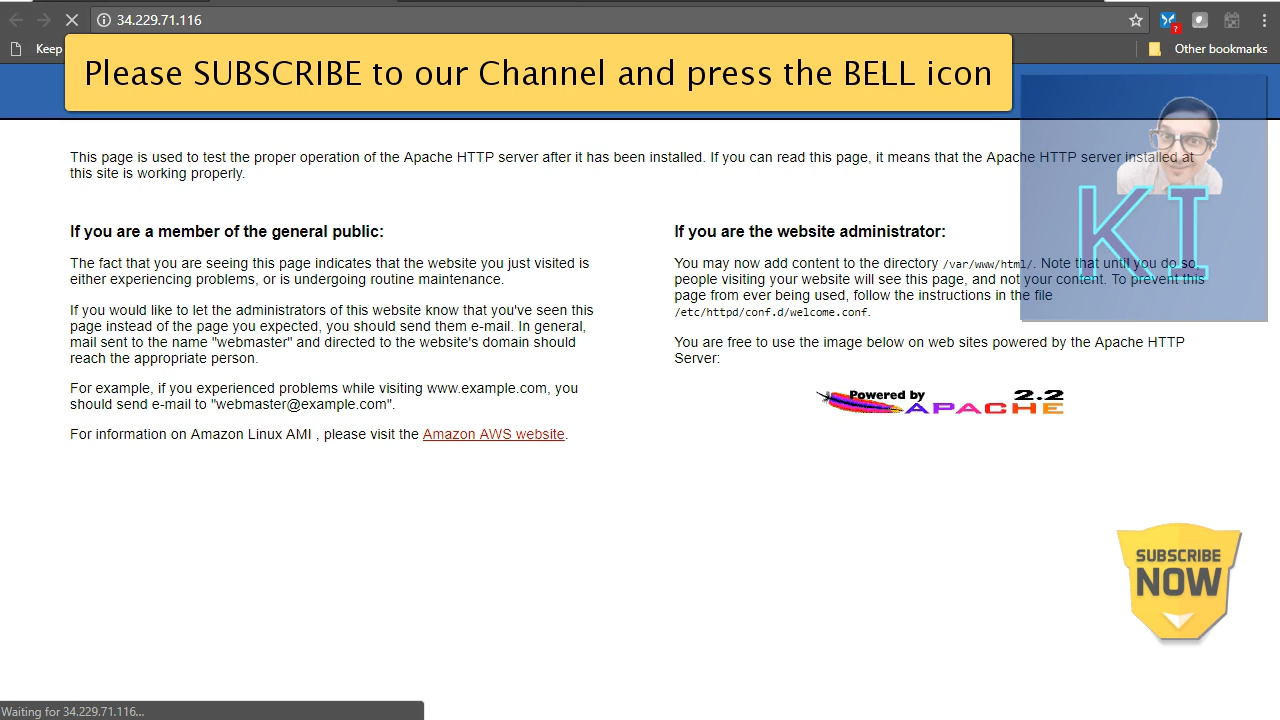 34.229.71.116
Keep
Other bookmarks
Please SUBSCRIBE to our Channel and press the BELL icon
KI
This page is used to test the proper operation of the Apache HTTP server after it has been installed. If you can read this page, it means that the Apache HTTP server installed at
this site is working properly.
If you are a member of the general public:
The fact that you are seeing this page indicates that the website you just visited is
either experiencing problems, or is undergoing routine maintenance.
If you would like to let the administrators of this website know that you've seen this
page instead of the page you expected, you should send them e-mail. In general,
mail sent to the name "webmaster" and directed to the website's domain should
reach the appropriate person.
For example, if you experienced problems while visiting www.example.com, you
should send e-mail to "webmaster@example.com".
For information on Amazon Linux AMI , please visit the Amazon AWS website.
If you are the website administrator:
You may now add content to the directory /var/www/html/. Note that until you do so,
people visiting your website will see this page, and not your content. To prevent this
page from ever being used, follow the instructions in the file
/etc/httpd/conf.d/welcome.conf.
You are free to use the image below on web sites powered by the Apache HTTP
Server:
Powered by 2.2
APACHE
SUBSCRIBE
NOW
Waiting for 34.229.71.116...